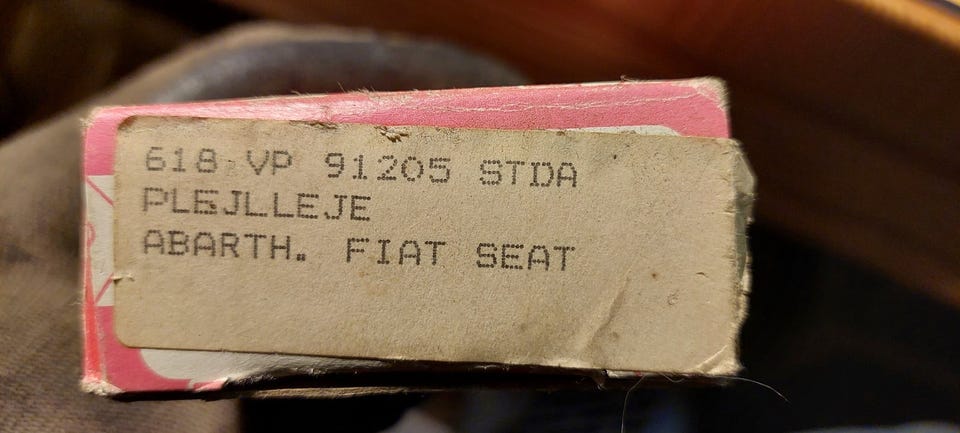 618 VP 91205 STDA
PLEJLLEJE
ABARTH. FIAT SEAT